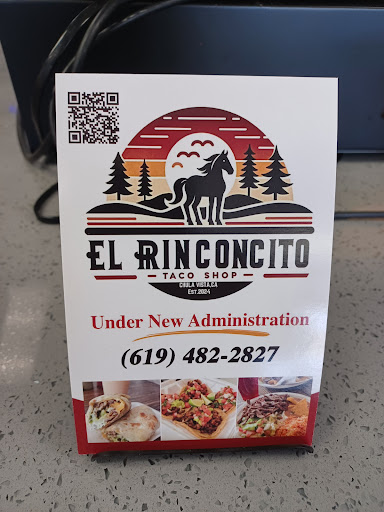 EL RINCONCITO
TACO SHOP
CHULA VISTA,CA
EST.2024
Under New Administration
(619) 482-2827